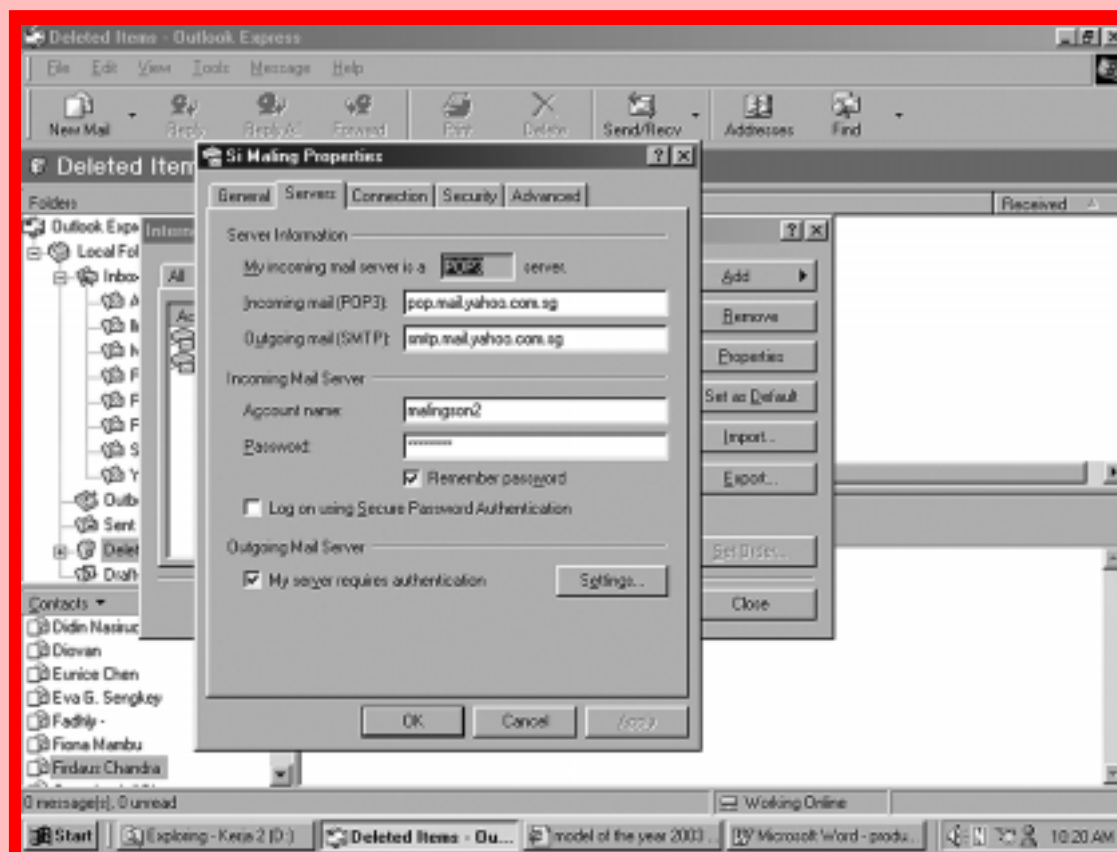 Deleted Items - Outlook Express
File Edit View Tools Message Help
New Mail Reply Reply All Forward Print Delete Send/Recv Addresses Find
Deleted Item
Si Maling Properties
General Servers Connection Security Advanced
Folders
Received
Outlook Expr
Local Fol
Inbo
Outb
Sent
Delet
Draft
Intern
All
Ac
Server Information
My incoming mail server is a POP3 server.
Incoming mail (POP3): pop.mail.yahoo.com.sg
Outgoing mail (SMTP): smtp.mail.yahoo.com.sg
Incoming Mail Server
Account name: malingson2
Password:
Remember password
Log on using Secure Password Authentication
Outgoing Mail Server
My server requires authentication Settings...
OK Cancel Apply
Add
Remove
Properties
Set as Default
Import...
Export...
Set Order...
Close
Contacts
Didin Nasiruc
Diovan
Eunice Chen
Eva G. Sengkey
Fadhly -
Fiona Mambu
Firdaus Chandra
0 message(s), 0 unread
Working Online
Start Exploring - Kerja 2 (D:) Deleted Items - Ou... model of the year 2003 ... Microsoft Word - produ... 10:20 AM